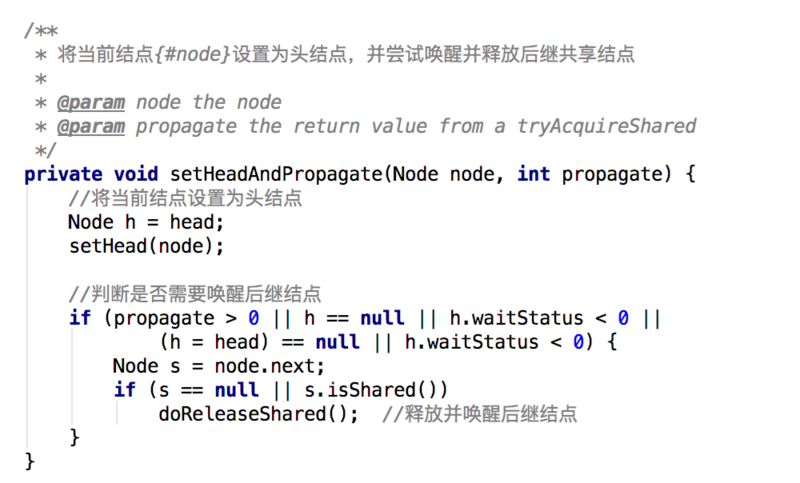 /**
 * 将当前结点{#node}设置为头结点，并尝试唤醒并释放后继共享结点
 *
 * @param node the node
 * @param propagate the return value from a tryAcquireShared
 */
private void setHeadAndPropagate(Node node, int propagate) {
    //将当前结点设置为头结点
    Node h = head;
    setHead(node);

    //判断是否需要唤醒后继结点
    if (propagate > 0 || h == null || h.waitStatus < 0 ||
            (h = head) == null || h.waitStatus < 0) {
        Node s = node.next;
        if (s == null || s.isShared())
            doReleaseShared();  //释放并唤醒后继结点
    }
}